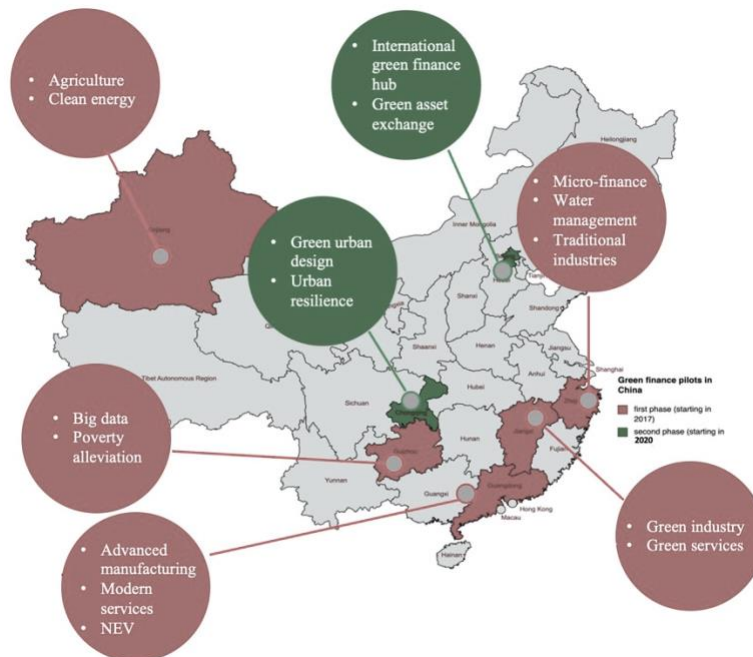 • International
green finance
hub
• Green asset
exchange
• Agriculture
• Clean energy
Heilongjiang
• Micro-finance
• Water
management
• Traditional
industries
Inner Mongolia
• Green urban
design
• Urban
resilience
Shanxi
Shandong
Shaanxi
Henan
Jiangsu
Anhui
Shanghai
Tibet Autonomous Region
Sichuan
Chongqing
Hubei
Green finance pilots in
China
first phase (starting in
2017)
second phase (starting in
2020
• Big data
• Poverty
alleviation
Hunan
Jiangxi
Guizhou
Yunnan
Guangxi
Guangdong
Hong Kong
Macau
Hainan
• Advanced
manufacturing
• Modern
services
• NEV
• Green industry
• Green services